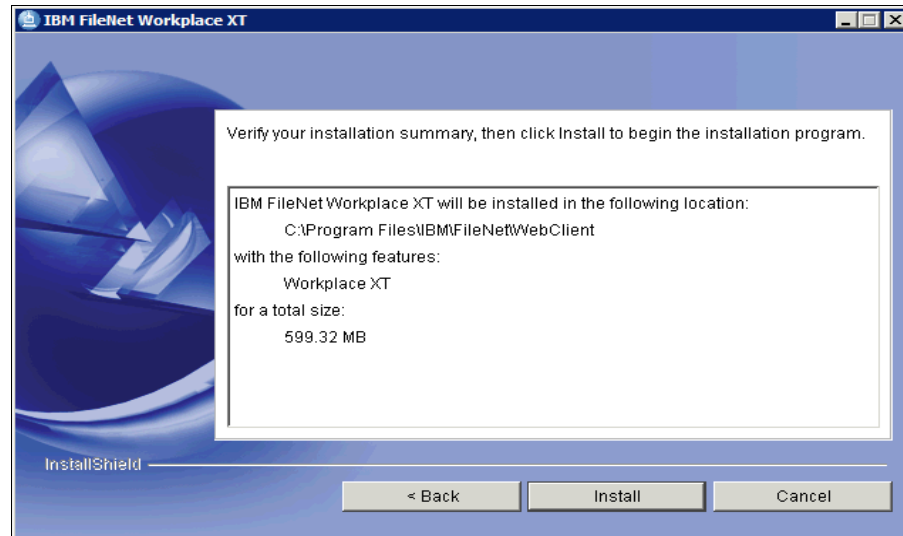 IBM FileNet Workplace XT
Verify your installation summary, then click Install to begin the installation program.
IBM FileNet Workplace XT will be installed in the following location:
C:\Program Files\IBM\FileNet\WebClient
with the following features:
Workplace XT
for a total size:
599.32 MB
InstallShield
< Back
Install
Cancel